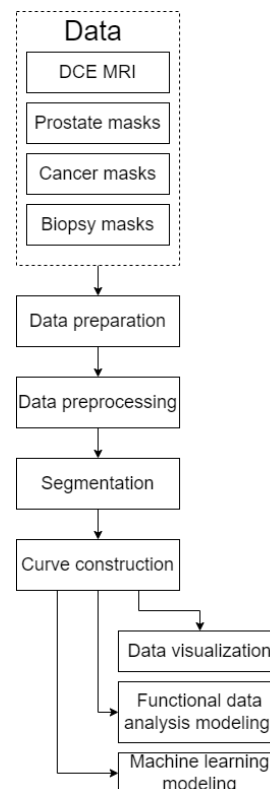 Data
DCE MRI
Prostate masks
Cancer masks
Biopsy masks
Data preparation
Data preprocessing
Segmentation
Curve construction
Data visualization
Functional data
analysis modeling
Machine learning
modeling